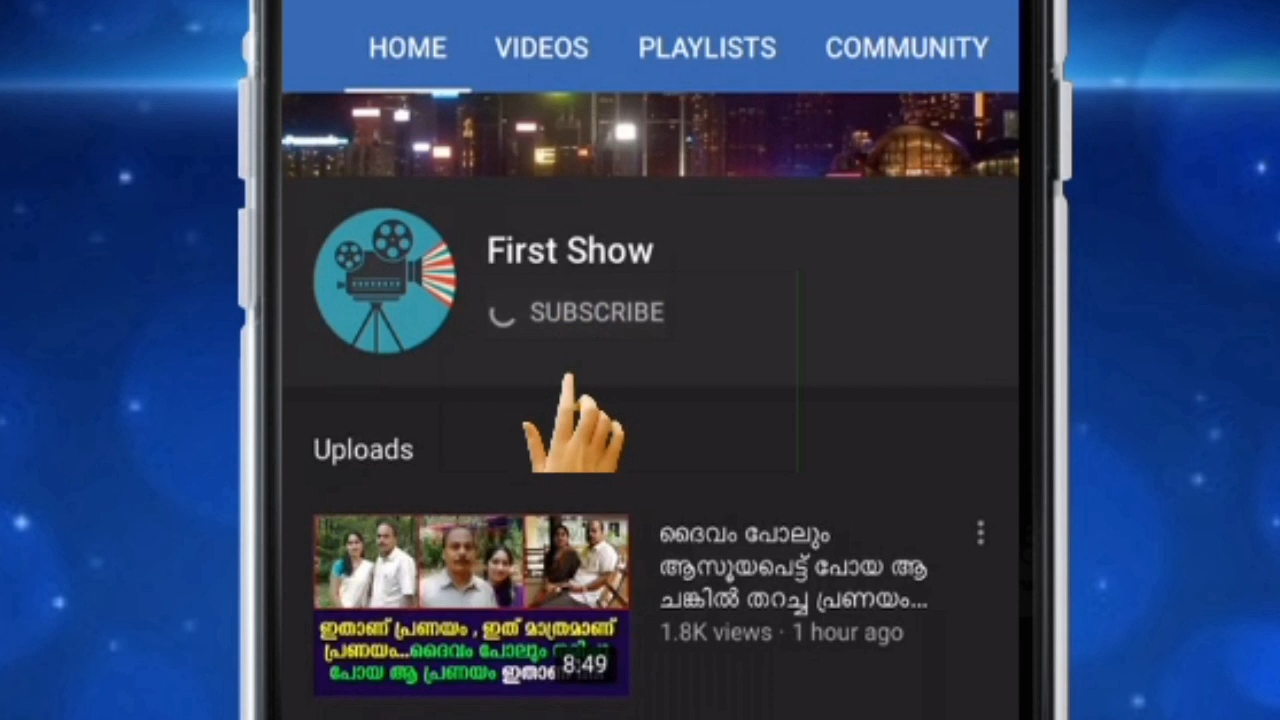 HOME VIDEOS PLAYLISTS COMMUNITY
First Show
SUBSCRIBE
Uploads
ദൈവം പോലും
ആസൂയപെട്ട് പോയ ആ
ചങ്കിൽ തറച്ച പ്രണയം...
1.8K views · 1 hour ago
ഇതാണ് പ്രണയം , ഇത് മാത്രമാണ്
പ്രണയം...ദൈവം പോലും
പോയ ആ പ്രണയം
8:49